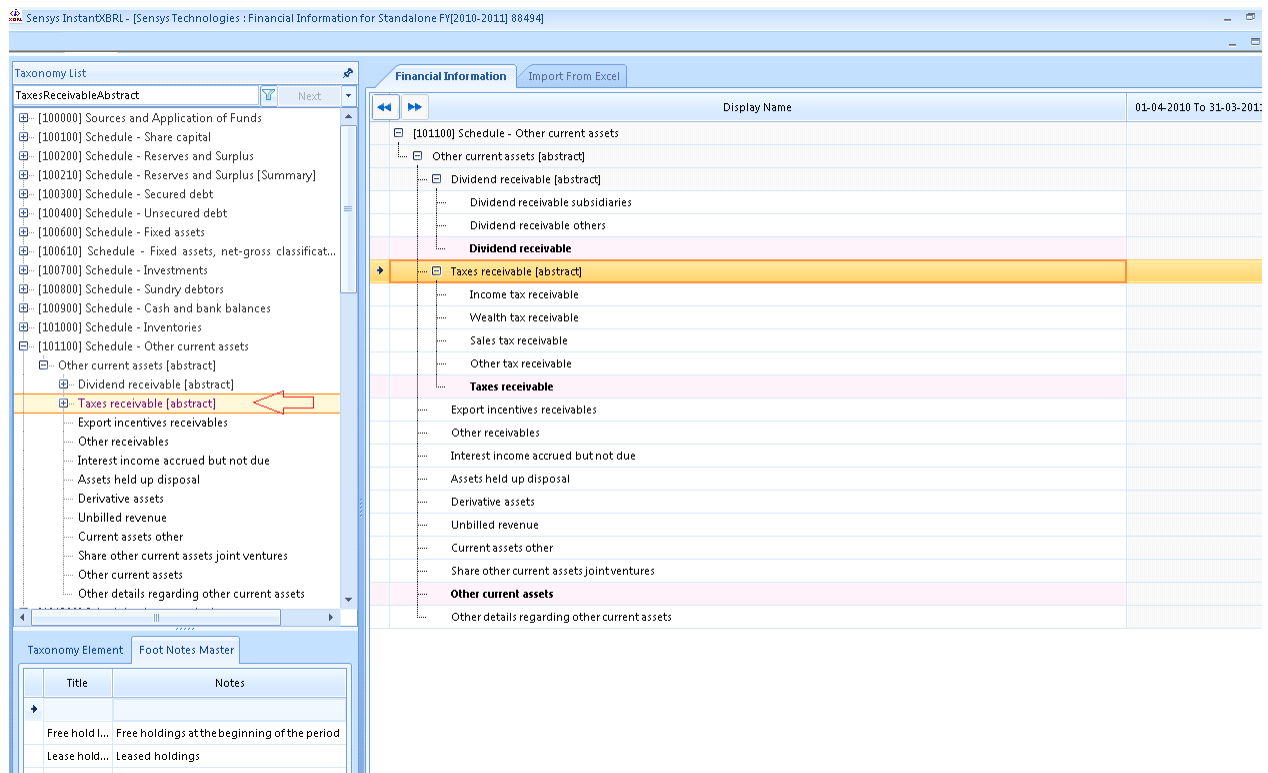 Sensys InstantXBRL - [Sensys Technologies : Financial Information for Standalone FY[2010-2011] 88494]
Taxonomy List
TaxesReceivableAbstract
Next
[100000] Sources and Application of Funds
[100100] Schedule - Share capital
[100200] Schedule - Reserves and Surplus
[100210] Schedule - Reserves and Surplus [Summary]
[100300] Schedule - Secured debt
[100400] Schedule - Unsecured debt
[100600] Schedule - Fixed assets
[100610] Schedule - Fixed assets, net-gross classificat...
[100700] Schedule - Investments
[100800] Schedule - Sundry debtors
[100900] Schedule - Cash and bank balances
[101000] Schedule - Inventories
[101100] Schedule - Other current assets
Other current assets [abstract]
Dividend receivable [abstract]
Taxes receivable [abstract]
Export incentives receivables
Other receivables
Interest income accrued but not due
Assets held up disposal
Derivative assets
Unbilled revenue
Current assets other
Share other current assets joint ventures
Other current assets
Other details regarding other current assets
Taxonomy Element
Foot Notes Master
Title
Notes
Free hold l...
Free holdings at the beginning of the period
Lease hold...
Leased holdings
Financial Information
Import From Excel
Display Name
01-04-2010 To 31-03-2011
[101100] Schedule - Other current assets
Other current assets [abstract]
Dividend receivable [abstract]
Dividend receivable subsidiaries
Dividend receivable others
Dividend receivable
Taxes receivable [abstract]
Income tax receivable
Wealth tax receivable
Sales tax receivable
Other tax receivable
Taxes receivable
Export incentives receivables
Other receivables
Interest income accrued but not due
Assets held up disposal
Derivative assets
Unbilled revenue
Current assets other
Share other current assets joint ventures
Other current assets
Other details regarding other current assets